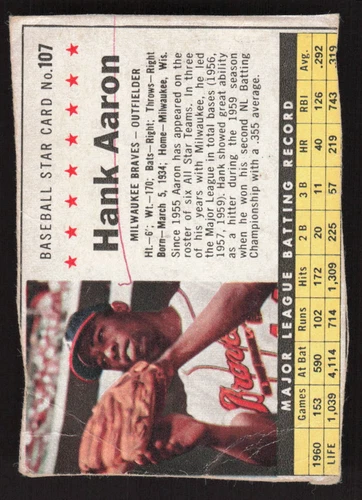 BASEBALL STAR CARD No. 107
Hank Aaron
MILWAUKEE BRAVES — OUTFIELDER
Ht.—6'; Wt.—170; Bats—Right; Throws—Right
Born—March 5, 1934; Home—Milwaukee, Wis.
Since 1955 Aaron has appeared on the
roster of six All Star Teams. In three
of his years with Milwaukee, he led
the Major League in total bases (1956,
1957, 1959). Hank showed great ability
as a hitter during the 1959 season
when he won his second NL Batting
Championship with a .355 average.
Braves
MAJOR LEAGUE BATTING RECORD
Games At Bat Runs Hits 2 B 3 B HR RBI Avg.
1960 153 590 102 172 20 11 40 126 .292
LIFE 1,039 4,114 714 1,309 225 57 219 743 .319